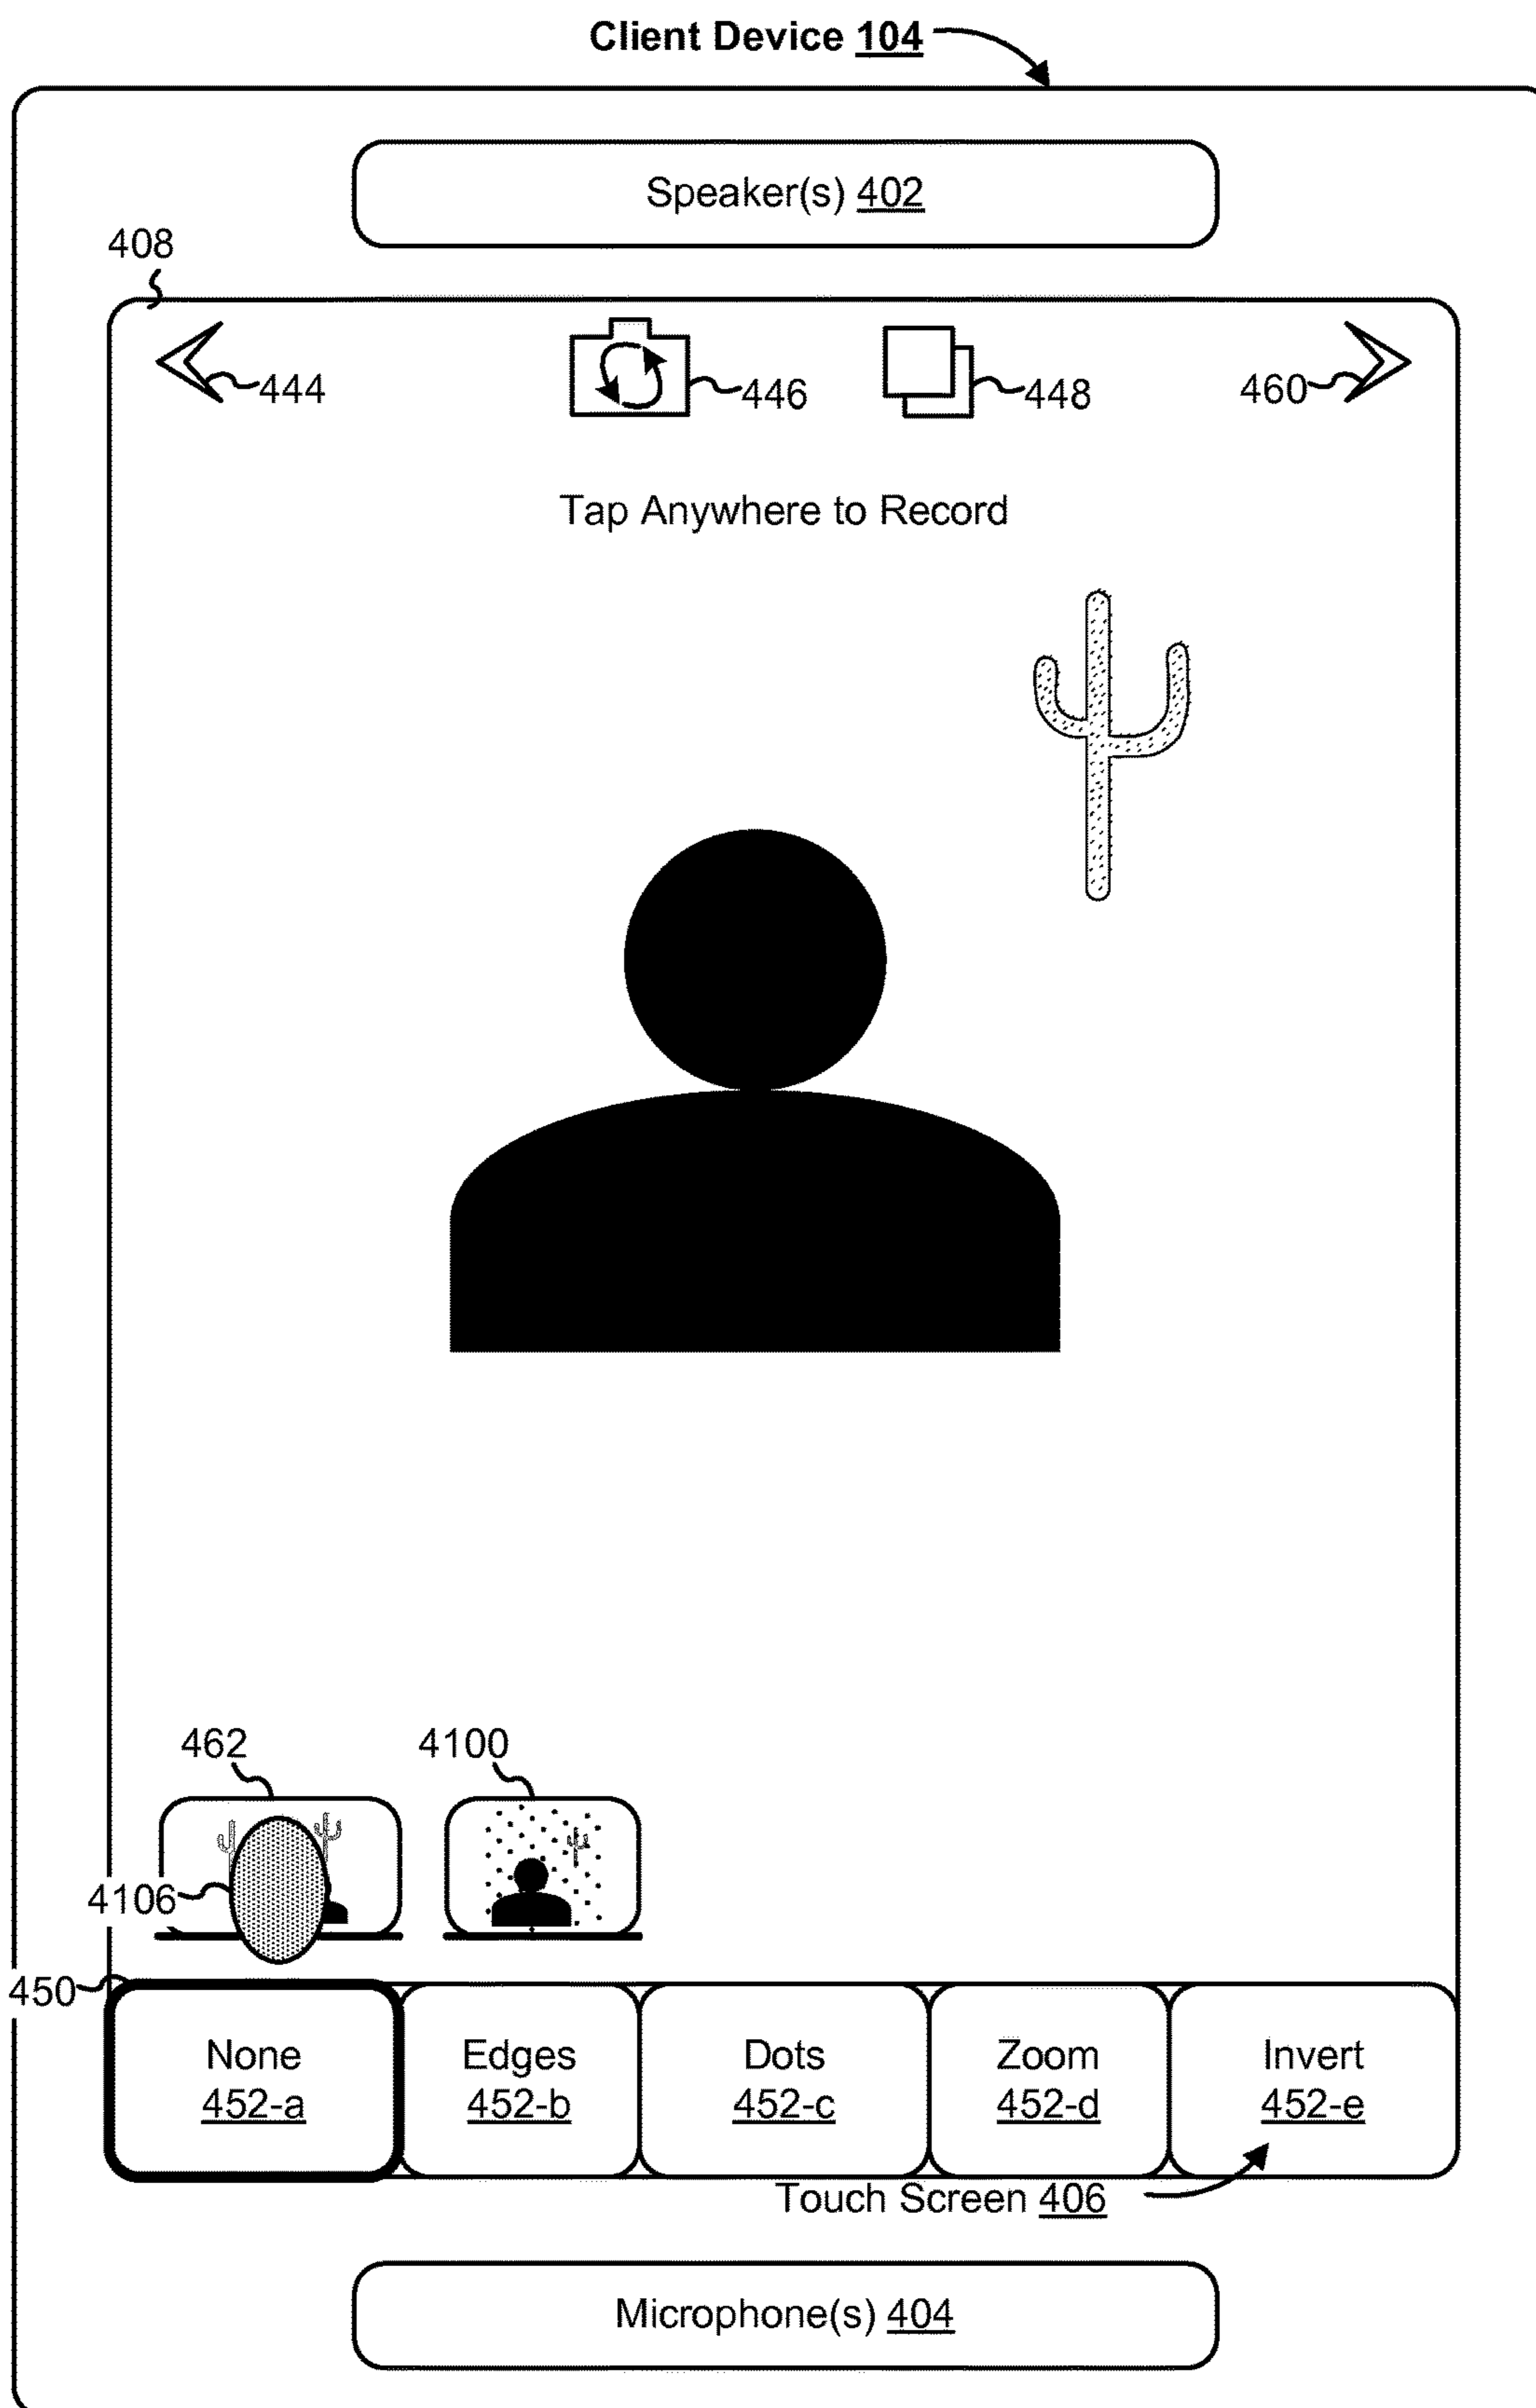 Client Device 104
Speaker(s) 402
408
444
446
448
460
Tap Anywhere to Record
462
4100
4106
450
None
452-a
Edges
452-b
Dots
452-c
Zoom
452-d
Invert
452-e
Touch Screen 406
Microphone(s) 404